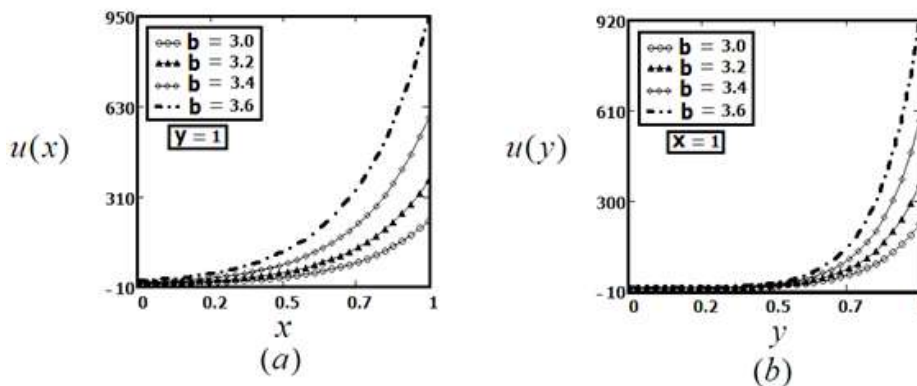 950
630
310
-10
u(x)
b = 3.0
b = 3.2
b = 3.4
b = 3.6
y = 1
0
0.2
0.5
0.7
1
x
(a)
920
610
300
-10
u(y)
b = 3.0
b = 3.2
b = 3.4
b = 3.6
x = 1
0
0.2
0.5
0.7
y
(b)